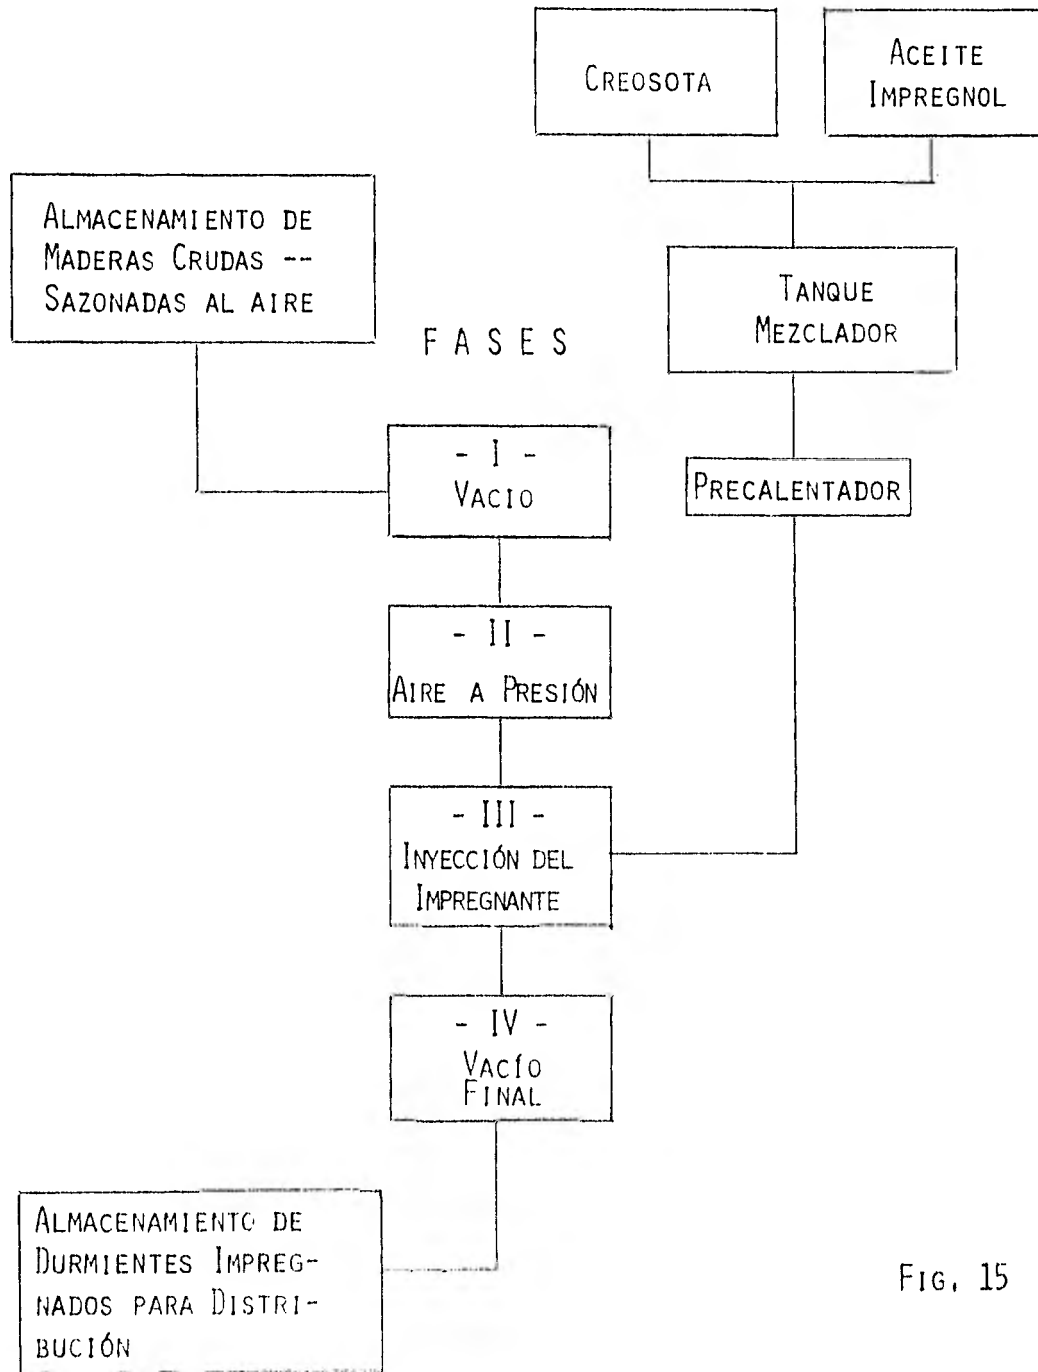 CREOSOTA
ACEITE
IMPREGNOL
ALMACENAMIENTO DE
MADERAS CRUDAS --
SAZONADAS AL AIRE
TANQUE
MEZCLADOR
FASES
- I -
VACIO
PRECALENTADOR
- II -
AIRE A PRESIÓN
- III -
INYECCIÓN DEL
IMPREGNANTE
- IV -
VACÍO
FINAL
ALMACENAMIENTO DE
DURMIENTES IMPREG-
NADOS PARA DISTRI-
BUCIÓN
FIG. 15